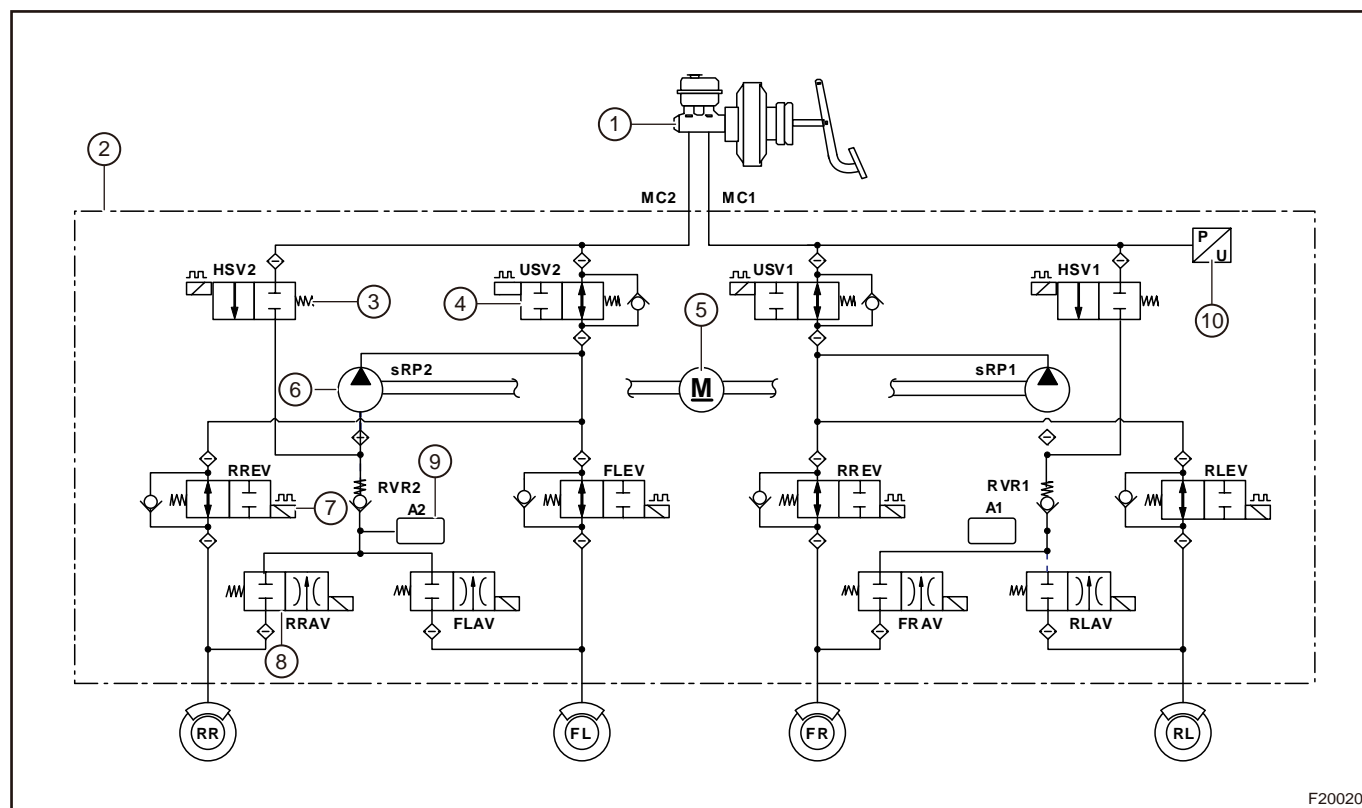 1
2
MC2
MC1
P
U
HSV2
USV2
USV1
HSV1
3
4
5
10
sRP2
sRP1
6
M
9
RREV
FLEV
RREV
RLEV
RVR2
RVR1
7
A2
A1
RRAV
FLAV
FRAV
RLAV
8
RR
FL
FR
RL
F20020